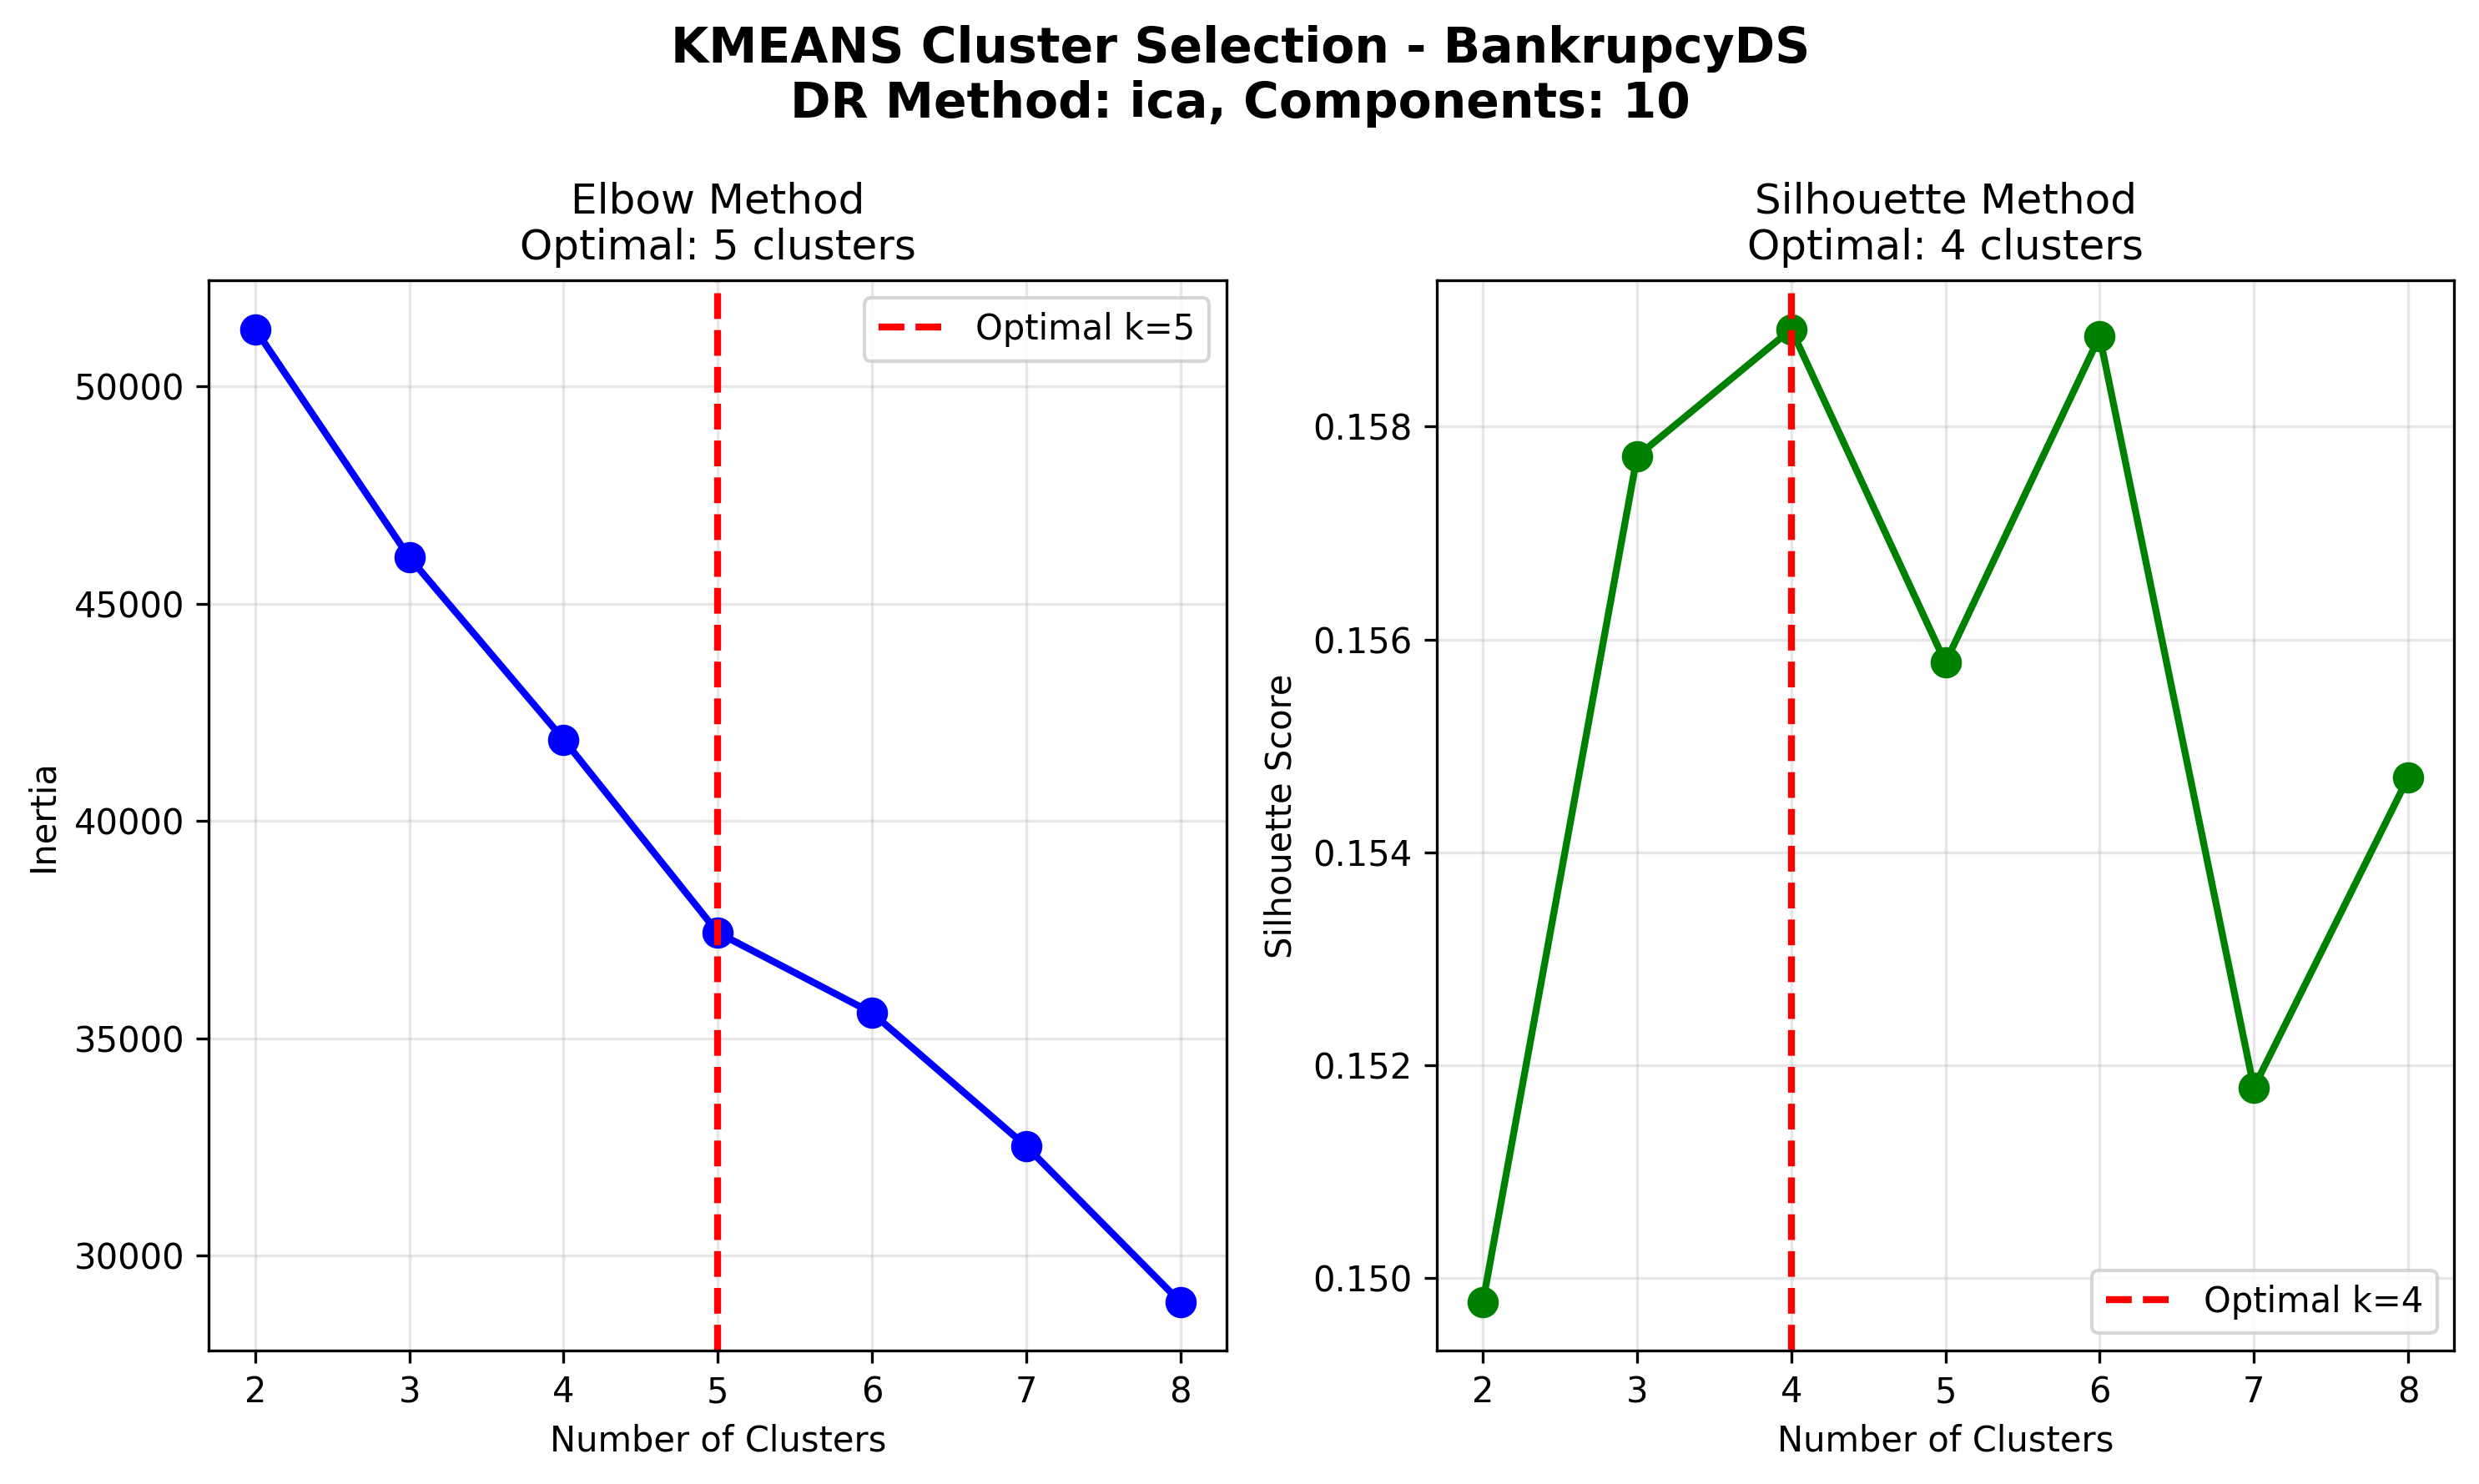 KMEANS Cluster Selection - BankrupcyDS
DR Method: ica, Components: 10
Elbow Method
Optimal: 5 clusters
Optimal k=5
50000
45000
40000
35000
30000
Inertia
2 3 4 5 6 7 8
Number of Clusters
Silhouette Method
Optimal: 4 clusters
0.158
0.156
0.154
0.152
0.150
Silhouette Score
Optimal k=4
2 3 4 5 6 7 8
Number of Clusters